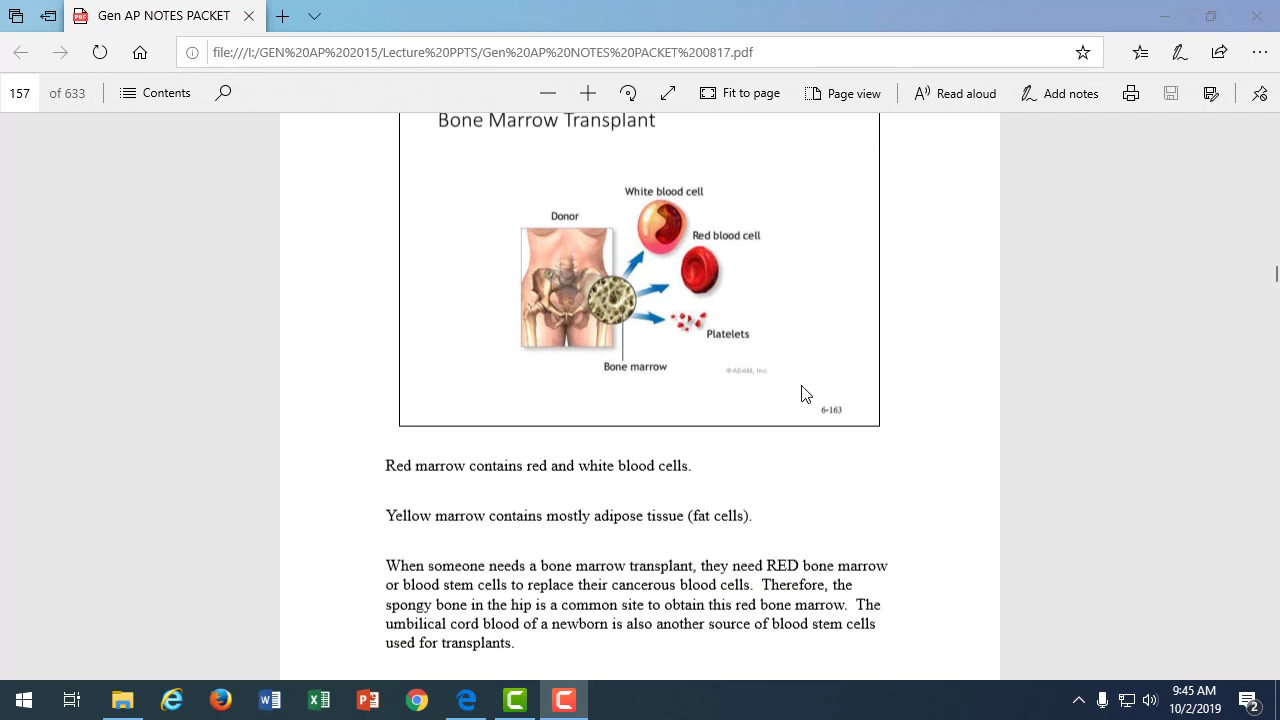 PDF
Gen AP NOTES PACKET
file:///I:/GEN%20AP%202015/Lecture%20PPTS/Gen%20AP%20NOTES%20PACKET%200817.pdf
157 of 633
Contents
Fit to page
Page view
Read aloud
Add notes
Bone Marrow Transplant
White blood cell
Donor
Red blood cell
Platelets
Bone marrow
©ADAM, Inc.
6-163
Red marrow contains red and white blood cells.
Yellow marrow contains mostly adipose tissue (fat cells).
When someone needs a bone marrow transplant, they need RED bone marrow
or blood stem cells to replace their cancerous blood cells.  Therefore, the
spongy bone in the hip is a common site to obtain this red bone marrow.  The
umbilical cord blood of a newborn is also another source of blood stem cells
used for transplants.
9:45 AM
10/2/2019
2